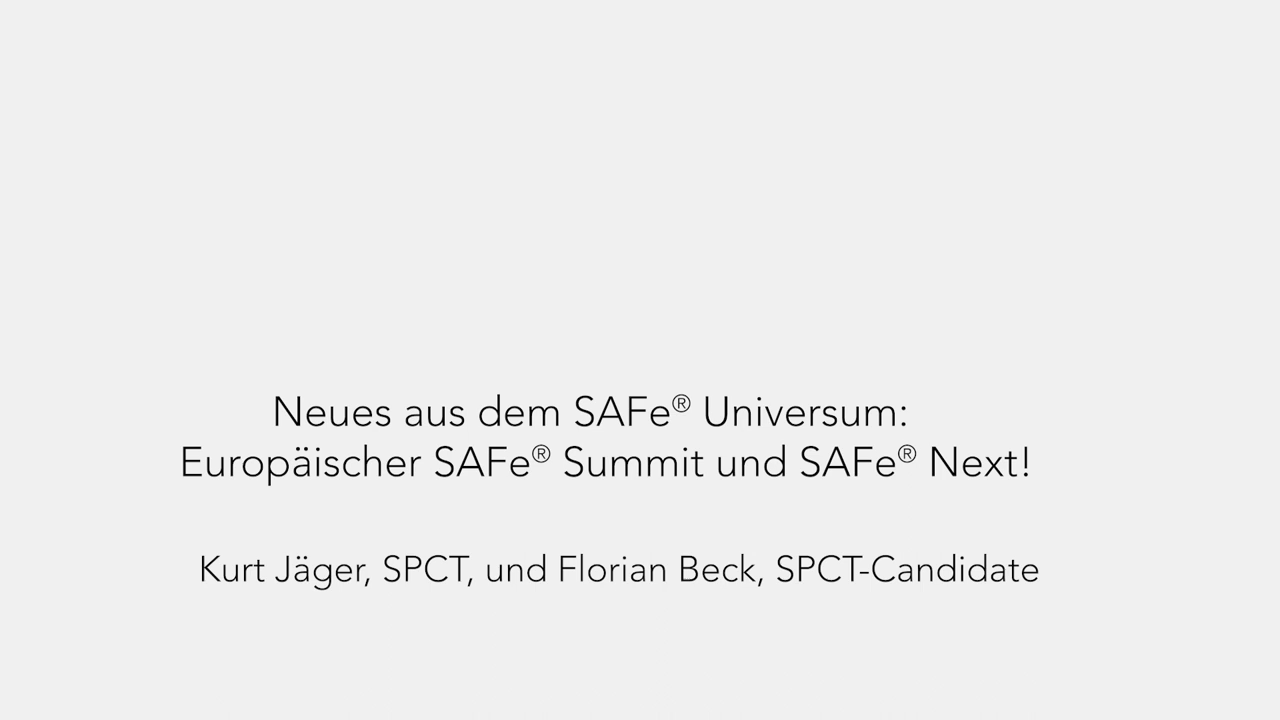 Neues aus dem SAFe® Universum:
Europäischer SAFe® Summit und SAFe® Next!
Kurt Jäger, SPCT, und Florian Beck, SPCT-Candidate